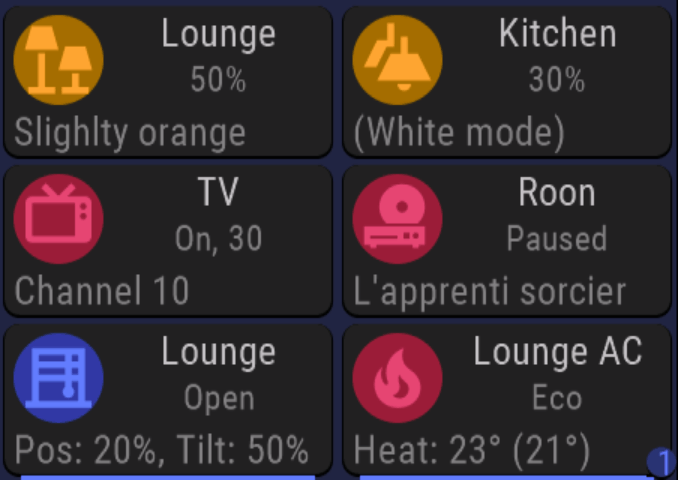 Lounge
50%
Slighlty orange
Kitchen
30%
(White mode)
TV
On, 30
Channel 10
Roon
Paused
L'apprenti sorcier
Lounge
Open
Pos: 20%, Tilt: 50%
Lounge AC
Eco
Heat: 23° (21°)
1